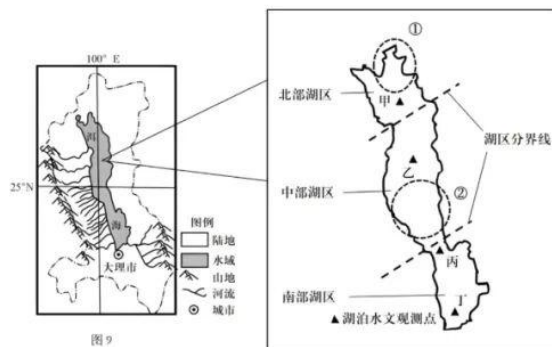 100° E
洱
25°N
海
大理市
图例
陆地
水域
山地
河流
城市
图9
①
北部湖区
甲
湖区分界线
乙
中部湖区
②
丙
南部湖区
丁
▲湖泊水文观测点